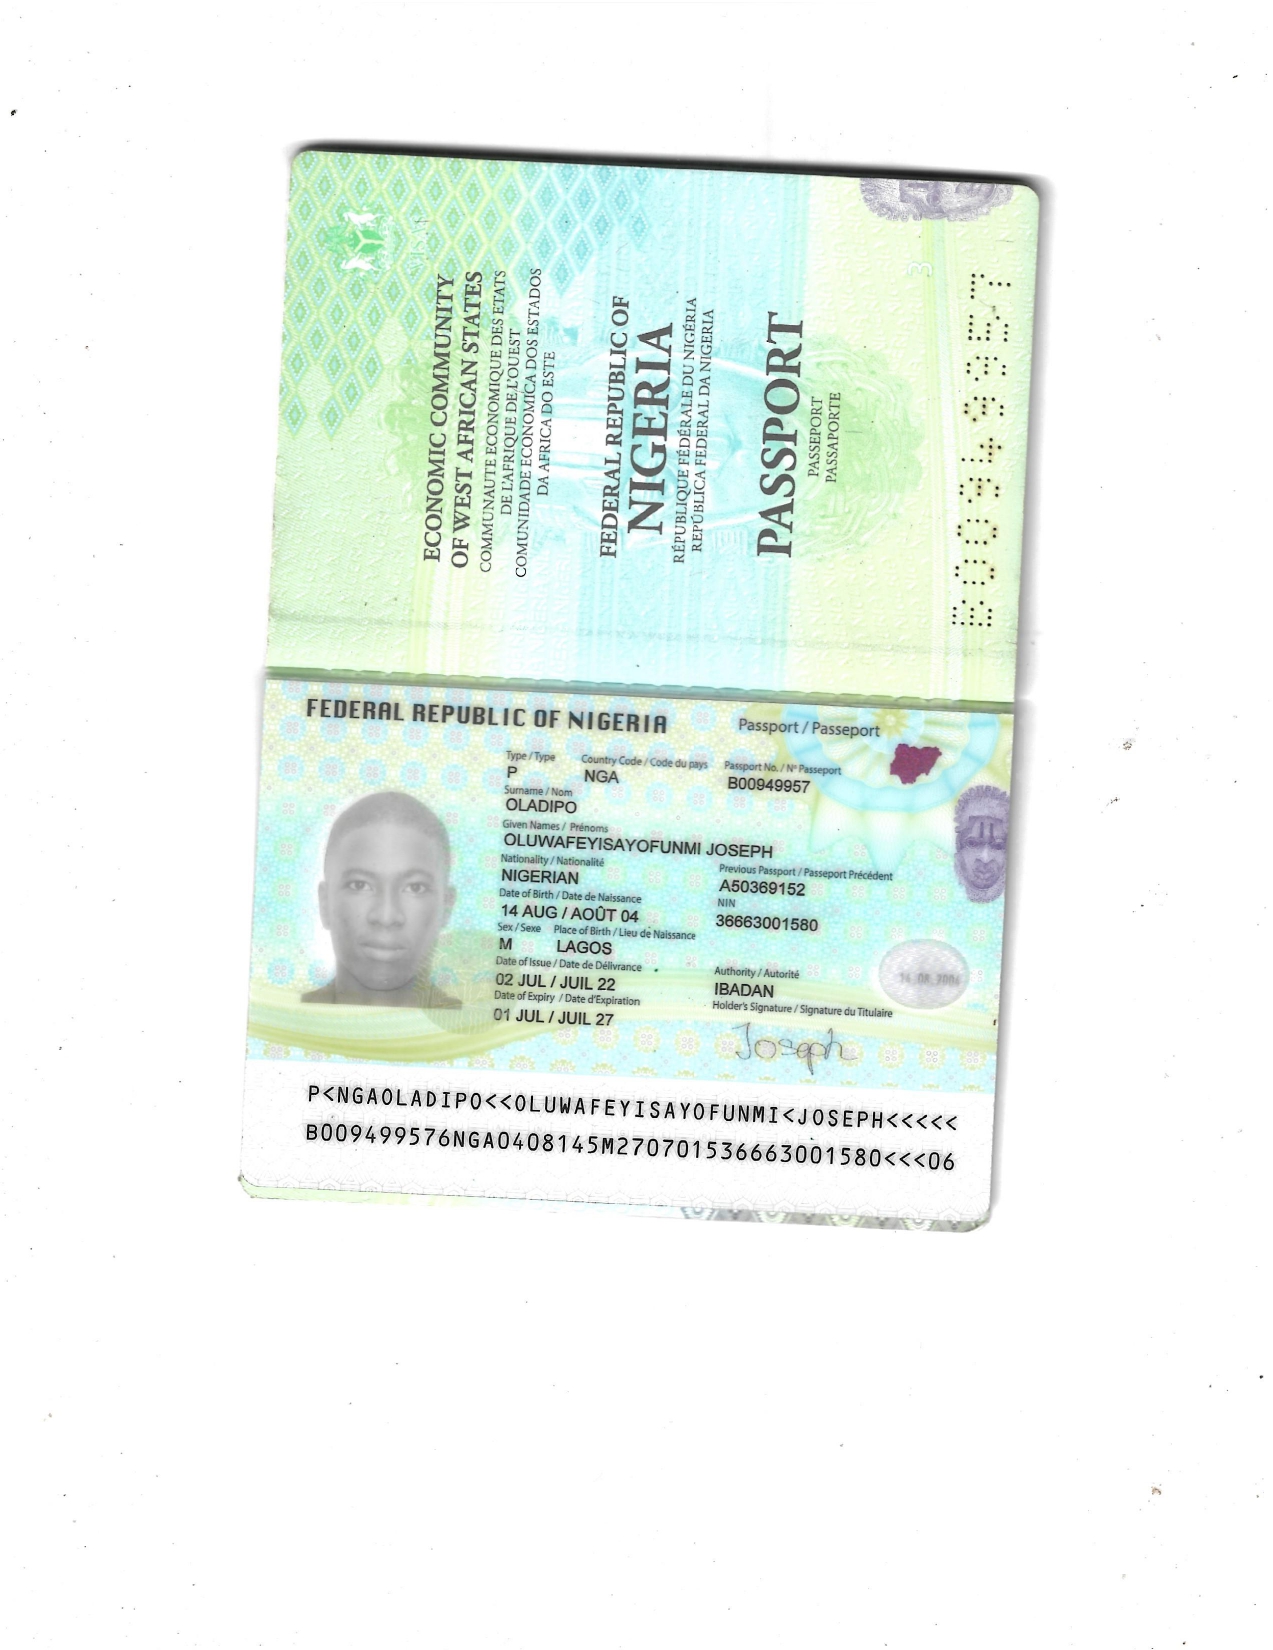 ECONOMIC COMMUNITY
OF WEST AFRICAN STATES
COMMUNAUTE ECONOMIQUE DES ETATS
DE L'AFRIQUE DE L'OUEST
COMUNIDADE ECONOMICA DOS ESTADOS
DA AFRICA DO ESTE
FEDERAL REPUBLIC OF
NIGERIA
RÉPUBLIQUE FÉDÉRALE DU NIGÉRIA
REPÚBLICA FEDERAL DA NIGERIA
PASSPORT
PASSEPORT
PASSAPORTE
3
B00949957
FEDERAL REPUBLIC OF NIGERIA Passport / Passeport
Type / Type Country Code / Code du pays Passport No. / N° Passeport
P NGA B00949957
Surname / Nom
OLADIPO
Given Names / Prénoms
OLUWAFEYISAYOFUNMI JOSEPH
Nationality / Nationalité Previous Passport / Passeport Précédent
NIGERIAN A50369152
Date of Birth / Date de Naissance NIN
14 AUG / AOÛT 04 36663001580
Sex / Sexe Place of Birth / Lieu de Naissance
M LAGOS
Date of Issue / Date de Délivrance Authority / Autorité
02 JUL / JUIL 22 IBADAN
Date of Expiry / Date d'Expiration Holder's Signature / Signature du Titulaire
01 JUL / JUIL 27
Joseph
P<NGAOLADIPO<<OLUWAFEYISAYOFUNMI<JOSEPH<<<<<
B009499576NGA0408145M270701536663001580<<<06